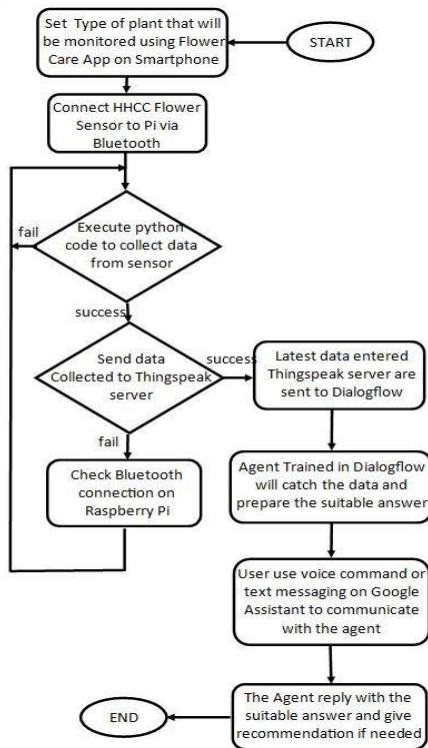 START
Set Type of plant that will
be monitored using Flower
Care App on Smartphone
Connect HHCC Flower
Sensor to Pi via
Bluetooth
Execute python
code to collect data
from sensor
fail
success
Send data
Collected to Thingspeak
server
success
fail
Check Bluetooth
connection on
Raspberry Pi
Latest data entered
Thingspeak server are
sent to Dialogflow
Agent Trained in Dialogflow
will catch the data and
prepare the suitable answer
User use voice command or
text messaging on Google
Assistant to communicate
with the agent
The Agent reply with the
suitable answer and give
recommendation if needed
END